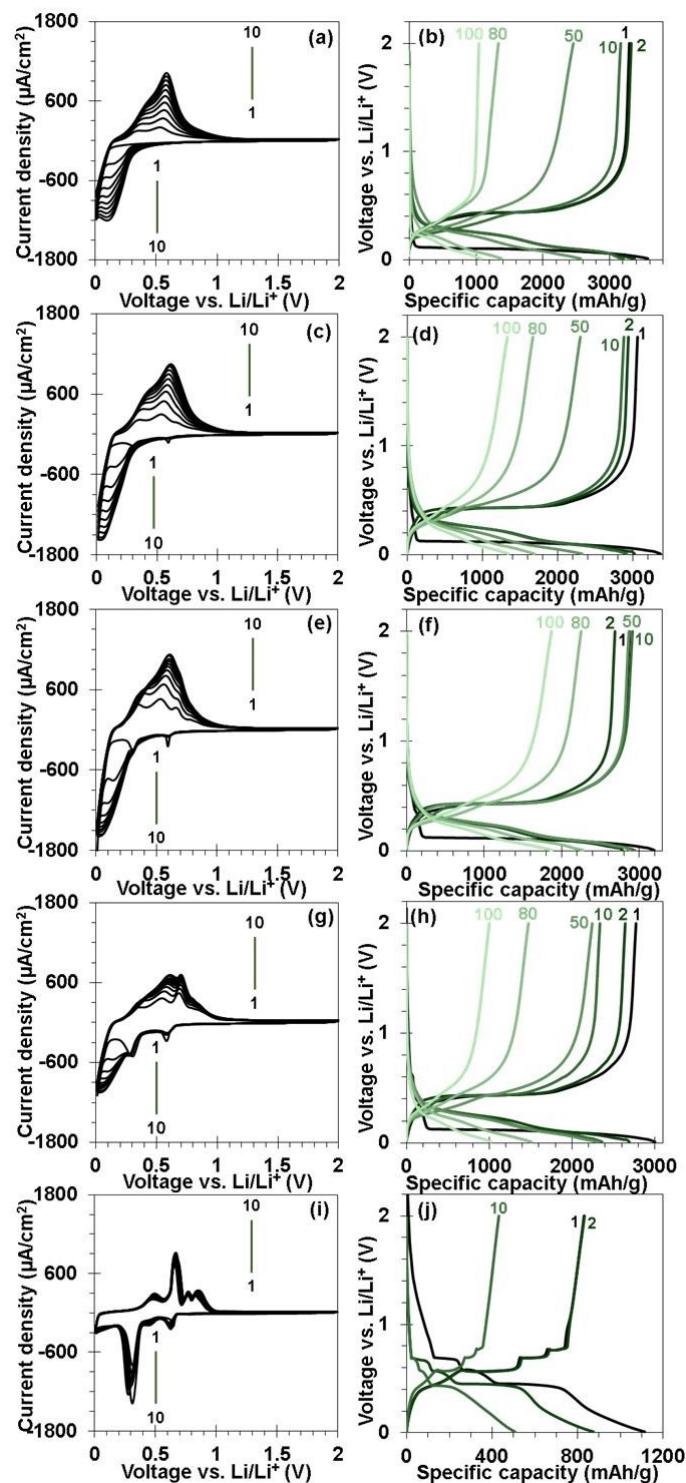 (a)
10
1
1
10
1800
600
-600
-1800
0
0.5
1
1.5
2
Current density (µA/cm²)
Voltage vs. Li/Li⁺ (V)
(b)
100 80 50 10 1 2
2
1
0
0
1000
2000
3000
Voltage vs. Li/Li⁺ (V)
Specific capacity (mAh/g)
(c)
10
1
1
10
1800
600
-600
-1800
0
0.5
1
1.5
2
Current density (µA/cm²)
Voltage vs. Li/Li⁺ (V)
(d)
100 80 50 10 2 1
2
1
0
0
1000
2000
3000
Voltage vs. Li/Li⁺ (V)
Specific capacity (mAh/g)
(e)
10
1
1
10
1800
600
-600
-1800
0
0.5
1
1.5
2
Current density (µA/cm²)
Voltage vs. Li/Li⁺ (V)
(f)
100 80 2 1 50 10
2
1
0
0
1000
2000
3000
Voltage vs. Li/Li⁺ (V)
Specific capacity (mAh/g)
(g)
10
1
1
10
1800
600
-600
-1800
0
0.5
1
1.5
2
Current density (µA/cm²)
Voltage vs. Li/Li⁺ (V)
(h)
100 80 50 10 2 1
2
1
0
0
1000
2000
3000
Voltage vs. Li/Li⁺ (V)
Specific capacity (mAh/g)
(i)
10
1
1
10
1800
600
-600
-1800
0
0.5
1
1.5
2
Current density (µA/cm²)
Voltage vs. Li/Li⁺ (V)
(j)
10 1 2
2
1
0
0
400
800
1200
Voltage vs. Li/Li⁺ (V)
Specific capacity (mAh/g)